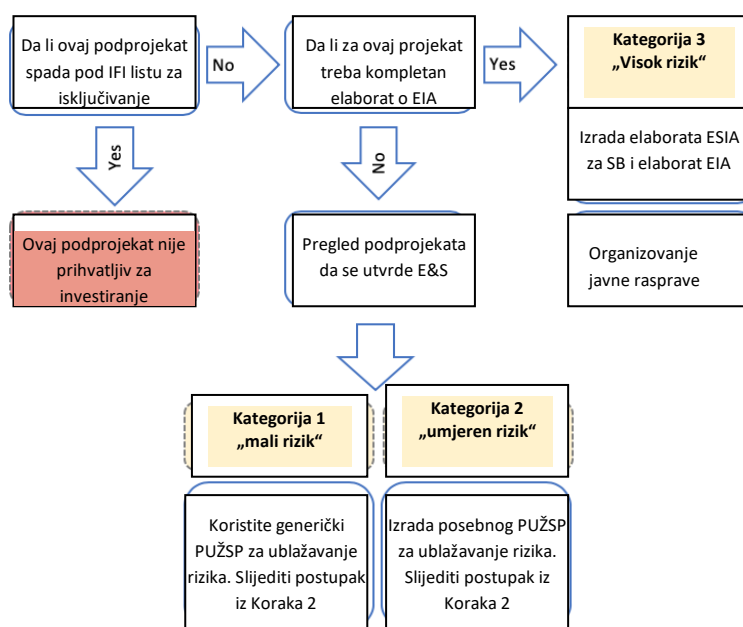 Da li ovaj podprojekat
spada pod IFI listu za
isključivanje
No
Da li za ovaj projekat
treba kompletan
elaborat o EIA
Yes
Kategorija 3
„Visok rizik“
Izrada elaborata ESIA
za SB i elaborat EIA
Organizovanje
javne rasprave
Yes
No
Ovaj podprojekat nije
prihvatljiv za
investiranje
Pregled podprojekata
da se utvrde E&S
Kategorija 1
„mali rizik“
Kategorija 2
„umjeren rizik“
Koristite generički
PUŽSP za ublažavanje
rizika. Slijediti postupak
iz Koraka 2
Izrada posebnog PUŽSP
za ublažavanje rizika.
Slijediti postupak iz
Koraka 2